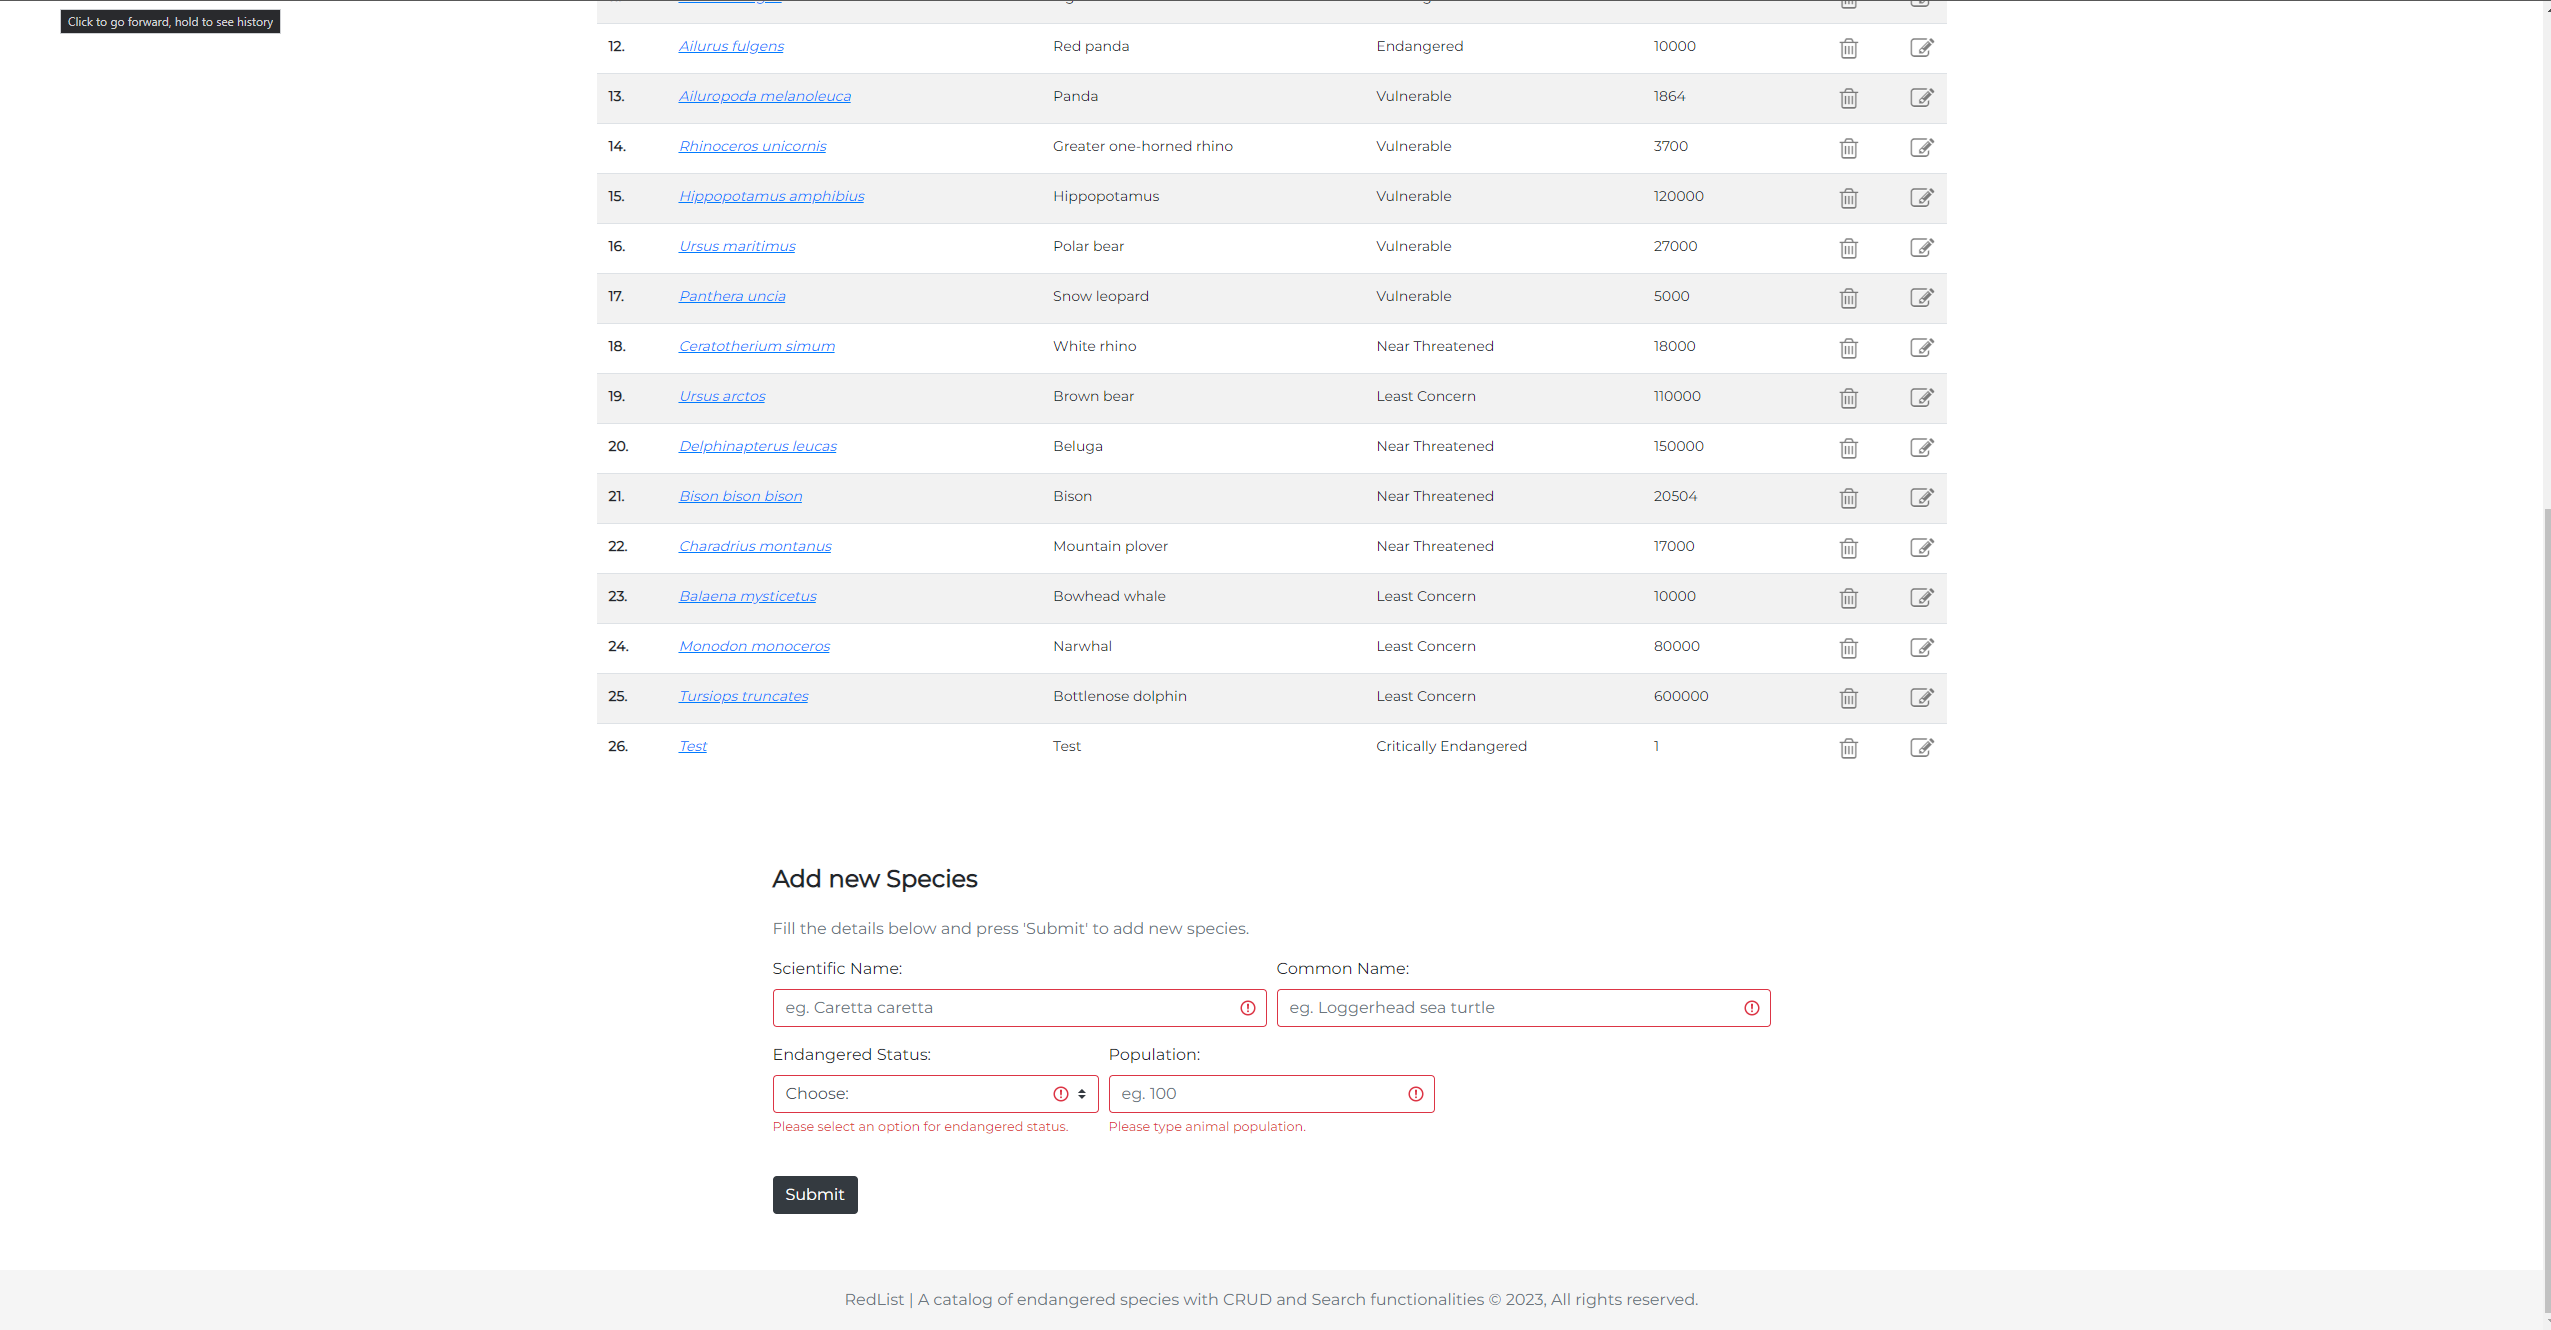 Click to go forward, hold to see history
12. Ailurus fulgens Red panda Endangered 10000
13. Ailuropoda melanoleuca Panda Vulnerable 1864
14. Rhinoceros unicornis Greater one-horned rhino Vulnerable 3700
15. Hippopotamus amphibius Hippopotamus Vulnerable 120000
16. Ursus maritimus Polar bear Vulnerable 27000
17. Panthera uncia Snow leopard Vulnerable 5000
18. Ceratotherium simum White rhino Near Threatened 18000
19. Ursus arctos Brown bear Least Concern 110000
20. Delphinapterus leucas Beluga Near Threatened 150000
21. Bison bison bison Bison Near Threatened 20504
22. Charadrius montanus Mountain plover Near Threatened 17000
23. Balaena mysticetus Bowhead whale Least Concern 10000
24. Monodon monoceros Narwhal Least Concern 80000
25. Tursiops truncates Bottlenose dolphin Least Concern 600000
26. Test Test Critically Endangered 1
Add new Species
Fill the details below and press 'Submit' to add new species.
Scientific Name: Common Name:
eg. Caretta caretta eg. Loggerhead sea turtle
Endangered Status: Population:
Choose: eg. 100
Please select an option for endangered status. Please type animal population.
Submit
RedList | A catalog of endangered species with CRUD and Search functionalities © 2023, All rights reserved.